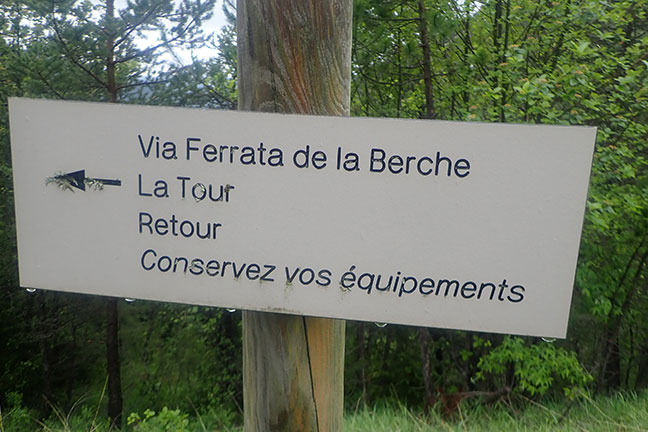 Via Ferrata de la Berche
La Tour
Retour
Conservez vos équipements